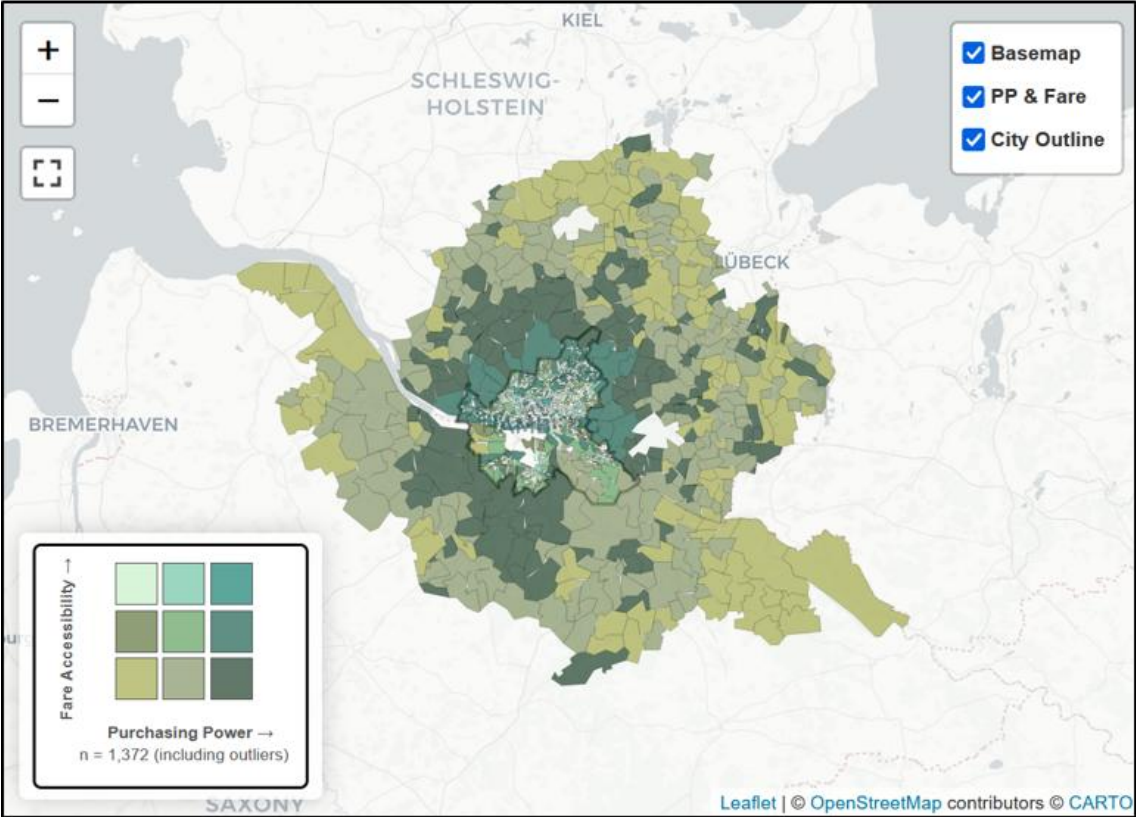 +
−
KIEL
SCHLESWIG-
HOLSTEIN
Basemap
PP & Fare
City Outline
ÜBECK
BREMERHAVEN
Fare Accessibility →
Purchasing Power →
n = 1,372 (including outliers)
SAXONY
Leaflet | © OpenStreetMap contributors © CARTO